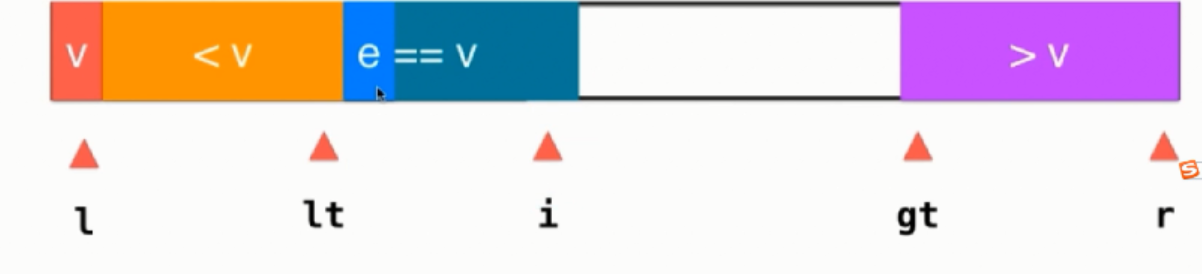 v < v e == v > v
l lt i gt r